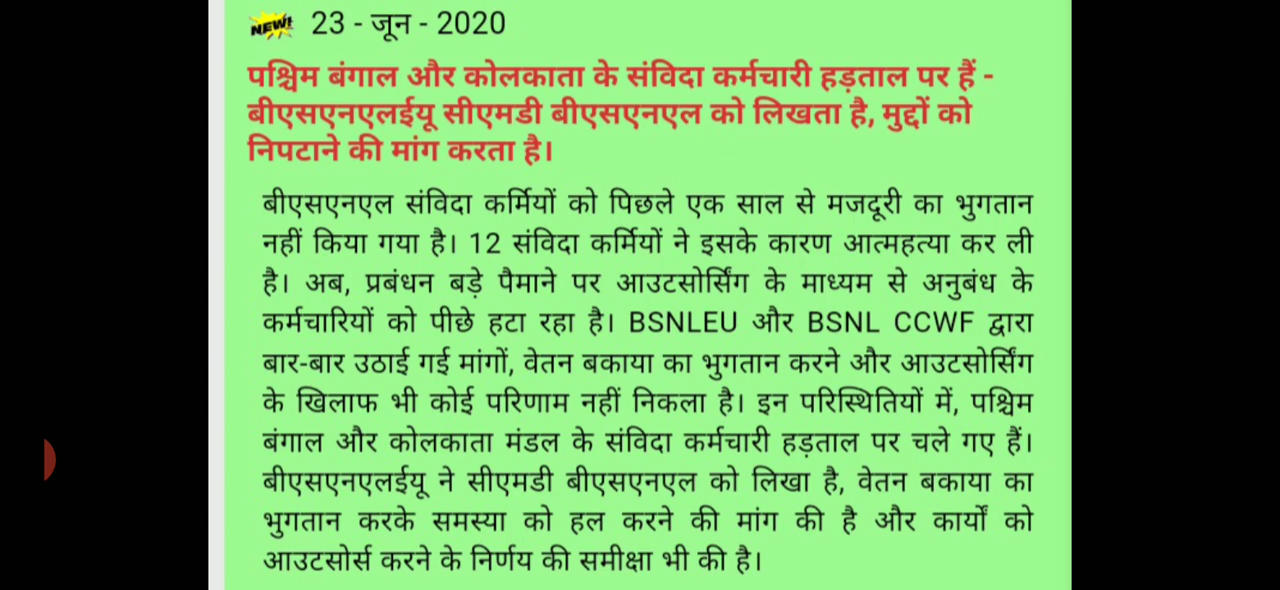 NEW! 23 - जून - 2020
पश्चिम बंगाल और कोलकाता के संविदा कर्मचारी हड़ताल पर हैं -
बीएसएनएलईयू सीएमडी बीएसएनएल को लिखता है, मुद्दों को
निपटाने की मांग करता है।
बीएसएनएल संविदा कर्मियों को पिछले एक साल से मजदूरी का भुगतान
नहीं किया गया है। 12 संविदा कर्मियों ने इसके कारण आत्महत्या कर ली
है। अब, प्रबंधन बड़े पैमाने पर आउटसोर्सिंग के माध्यम से अनुबंध के
कर्मचारियों को पीछे हटा रहा है। BSNLEU और BSNL CCWF द्वारा
बार-बार उठाई गई मांगों, वेतन बकाया का भुगतान करने और आउटसोर्सिंग
के खिलाफ भी कोई परिणाम नहीं निकला है। इन परिस्थितियों में, पश्चिम
बंगाल और कोलकाता मंडल के संविदा कर्मचारी हड़ताल पर चले गए हैं।
बीएसएनएलईयू ने सीएमडी बीएसएनएल को लिखा है, वेतन बकाया का
भुगतान करके समस्या को हल करने की मांग की है और कार्यों को
आउटसोर्स करने के निर्णय की समीक्षा भी की है।